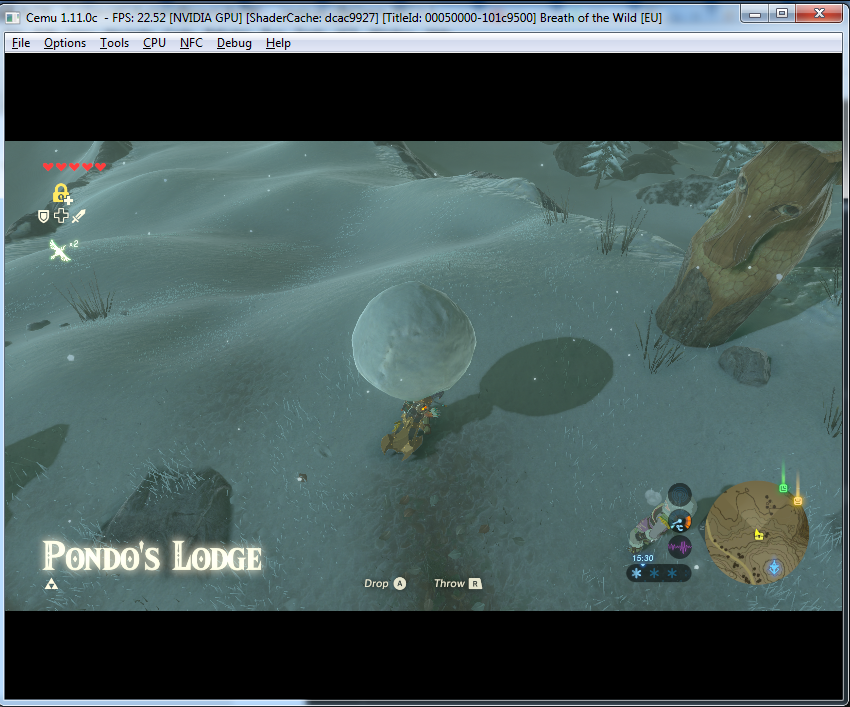 Cemu 1.11.0c - FPS: 22.52 [NVIDIA GPU] [ShaderCache: dcac9927] [TitleId: 00050000-101c9500] Breath of the Wild [EU]
File Options Tools CPU NFC Debug Help
×2
15:30
Pondo's Lodge
Drop A Throw R